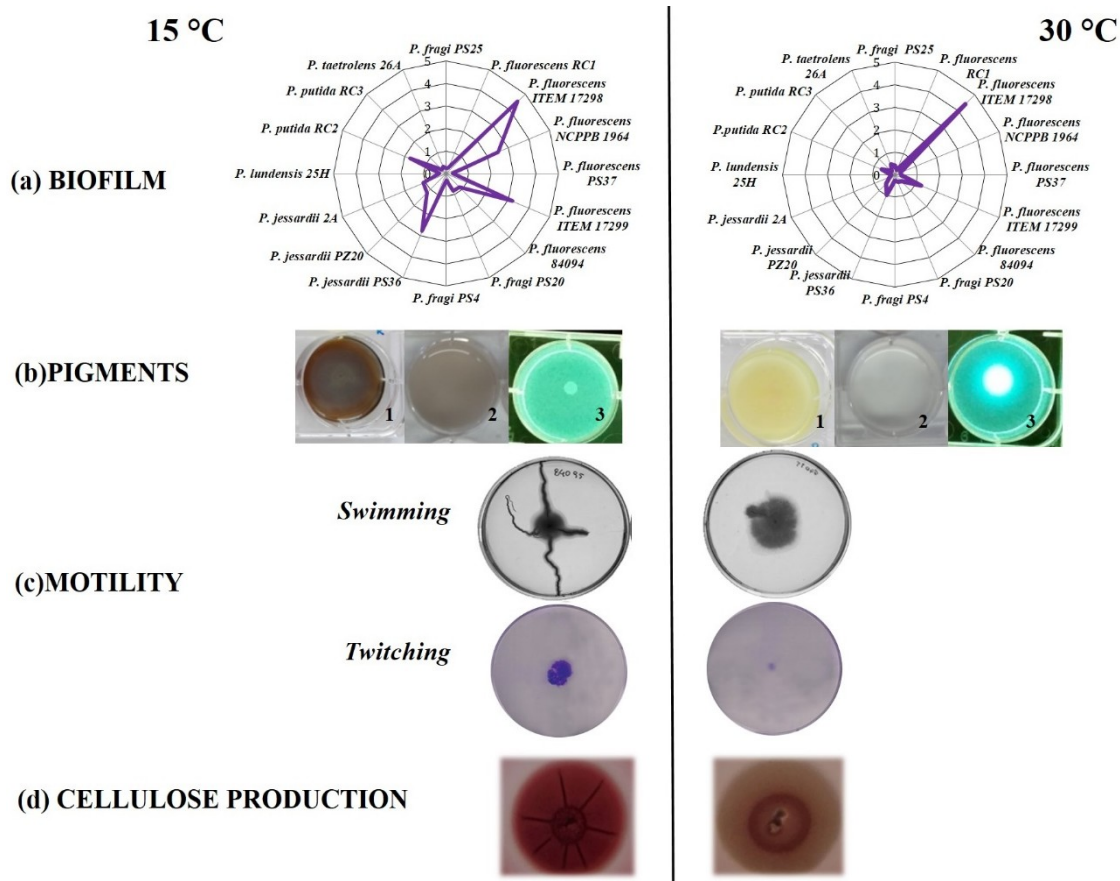 15 °C
30 °C
(a) BIOFILM
5
4
3
2
1
0
P. fragi PS25
P. fluorescens RC1
P. fluorescens
ITEM 17298
P. fluorescens
NCPPB 1964
P. fluorescens
PS37
P. fluorescens
ITEM 17299
P. fluorescens
84094
P. fragi PS20
P. fragi PS4
P. jessardii PS36
P. jessardii PZ20
P. jessardii 2A
P. lundensis 25H
P. putida RC2
P. putida RC3
P. taetrolens 26A
5
4
3
2
1
0
P. fragi PS25
P. fluorescens
RC1
P. fluorescens
ITEM 17298
P. fluorescens
NCPPB 1964
P. fluorescens
PS37
P. fluorescens
ITEM 17299
P. fluorescens
84094
P. fragi PS20
P. fragi PS4
P. jessardii
PS36
P. jessardii
PZ20
P. jessardii 2A
P. lundensis
25H
P.putida RC2
P. putida RC3
P. taetrolens
26A
(b)PIGMENTS
1
2
3
1
2
3
(c)MOTILITY
Swimming
84095
Twitching
(d) CELLULOSE PRODUCTION